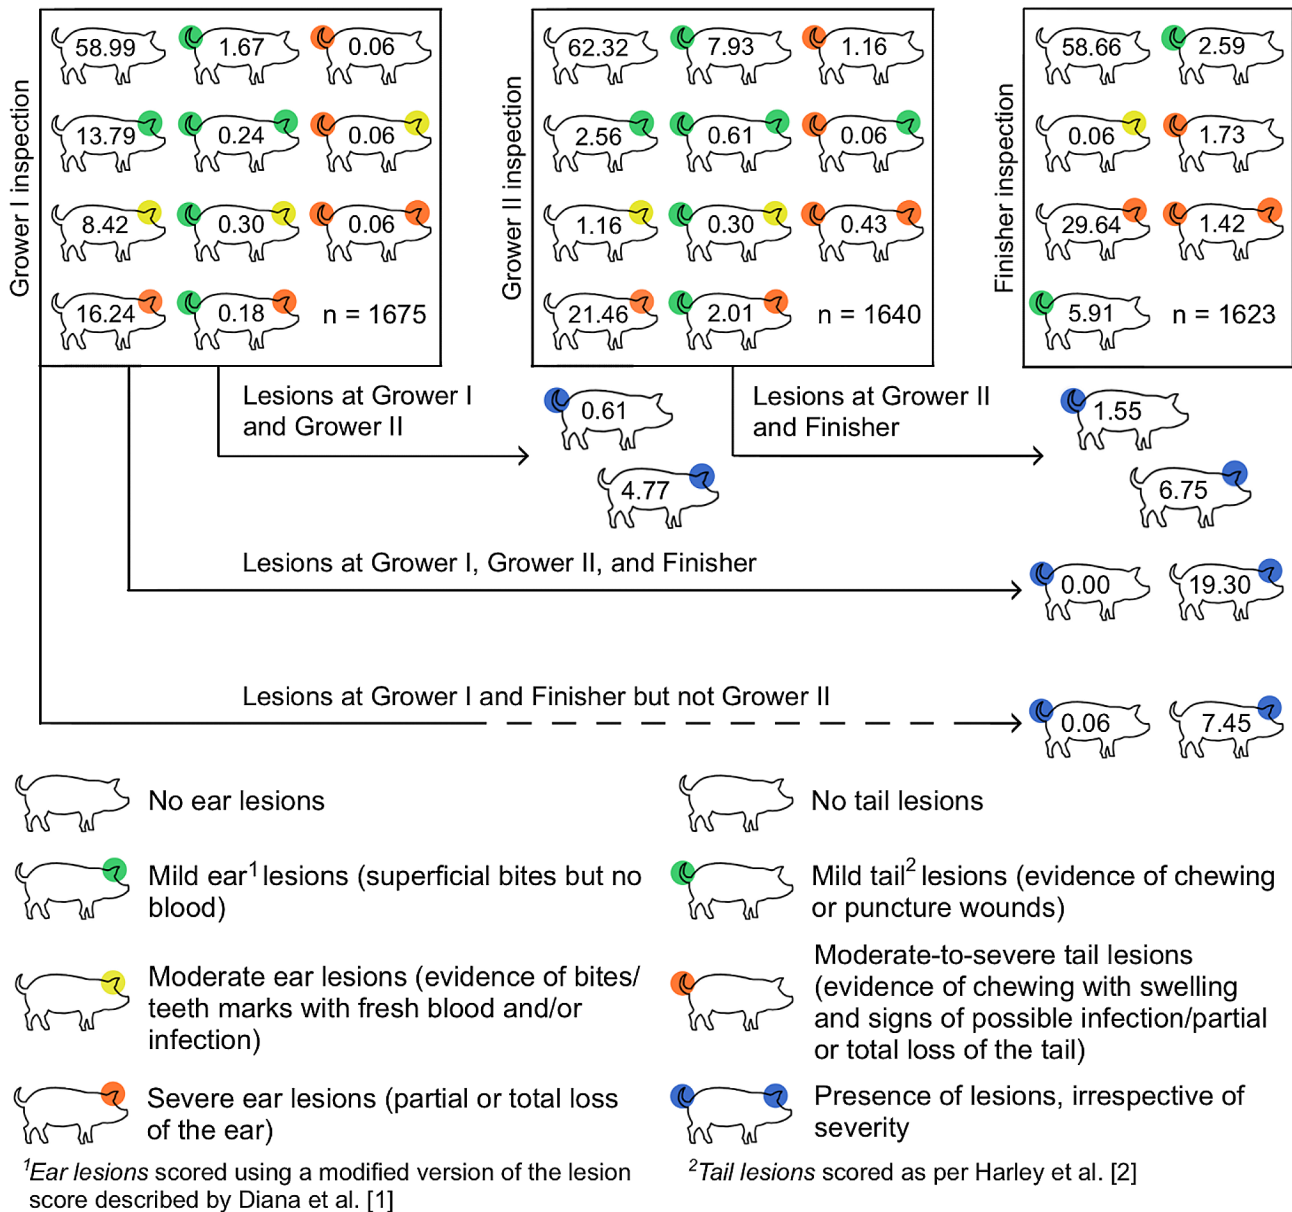 Grower I inspection
58.99 1.67 0.06
13.79 0.24 0.06
8.42 0.30 0.06
16.24 0.18 n = 1675
Grower II inspection
62.32 7.93 1.16
2.56 0.61 0.06
1.16 0.30 0.43
21.46 2.01 n = 1640
Finisher inspection
58.66 2.59
0.06 1.73
29.64 1.42
5.91 n = 1623
Lesions at Grower I
and Grower II
0.61
4.77
Lesions at Grower II
and Finisher
1.55
6.75
Lesions at Grower I, Grower II, and Finisher
0.00 19.30
Lesions at Grower I and Finisher but not Grower II
0.06 7.45
No ear lesions
Mild ear¹ lesions (superficial bites but no
blood)
Moderate ear lesions (evidence of bites/
teeth marks with fresh blood and/or
infection)
Severe ear lesions (partial or total loss
of the ear)
¹Ear lesions scored using a modified version of the lesion
score described by Diana et al. [1]
No tail lesions
Mild tail² lesions (evidence of chewing
or puncture wounds)
Moderate-to-severe tail lesions
(evidence of chewing with swelling
and signs of possible infection/partial
or total loss of the tail)
Presence of lesions, irrespective of
severity
²Tail lesions scored as per Harley et al. [2]